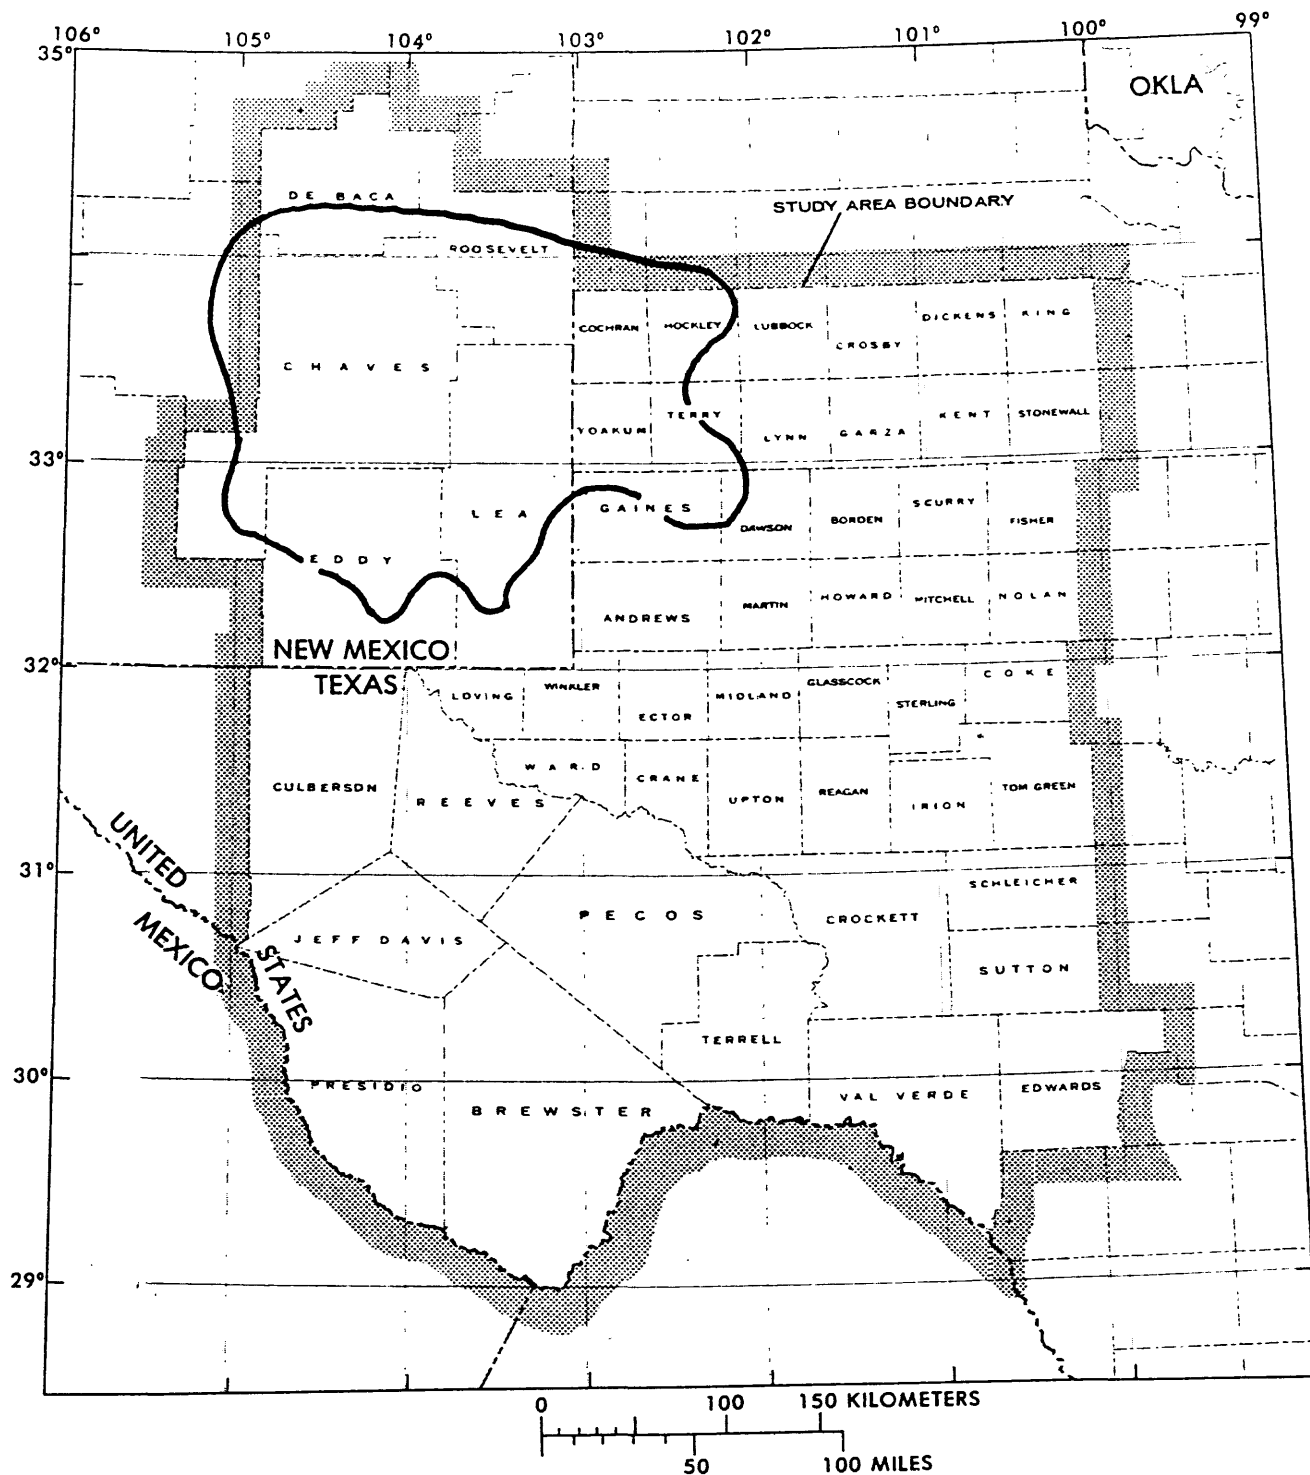 106° 105° 104° 103° 102° 101° 100° 99°
35°
OKLA
DE BACA
STUDY AREA BOUNDARY
ROOSEVELT
COCHRAN HOCKLEY LUBBOCK CROSBY DICKENS KING
CHAVES
YOAKUM TERRY LYNN GARZA KENT STONEWALL
33°
LEA GAINES DAWSON BORDEN SCURRY FISHER
EDDY
ANDREWS MARTIN HOWARD MITCHELL NOLAN
NEW MEXICO
32°
TEXAS
LOVING WINKLER ECTOR MIDLAND GLASSCOCK STERLING COKE
CULBERSON REEVES WARD CRANE UPTON REAGAN IRION TOM GREEN
UNITED
STATES
MEXICO
31°
JEFF DAVIS PECOS CROCKETT SCHLEICHER
SUTTON
TERRELL
30°
PRESIDIO BREWSTER VAL VERDE EDWARDS
29°
0 100 150 KILOMETERS
50 100 MILES